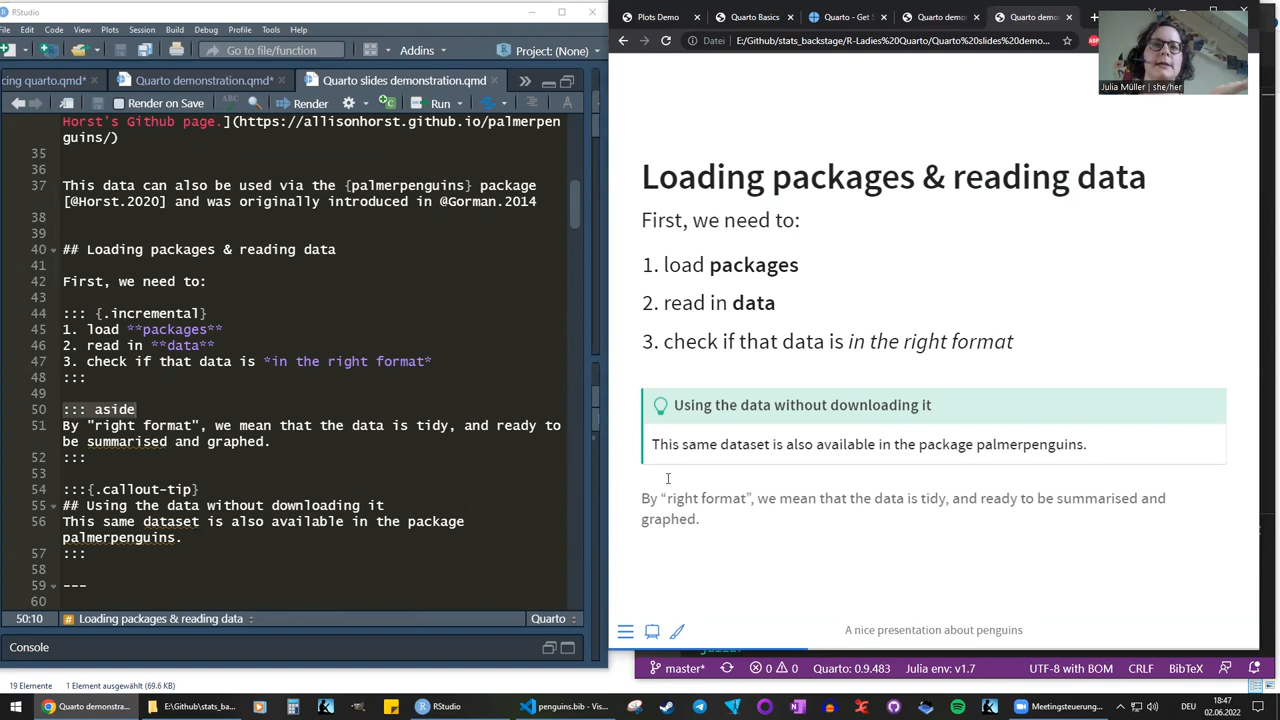 RStudio
File Edit Code View Plots Session Build Debug Profile Tools Help
Go to file/function
Addins
Project: (None)
cing quarto.qmd*
Quarto demonstration.qmd*
Quarto slides demonstration.qmd
Render on Save
Render
Run
Horst's Github page.](https://allisonhorst.github.io/palmerpen
guins/)
35
36
37 This data can also be used via the {palmerpenguins} package
[@Horst.2020] and was originally introduced in @Gorman.2014
38
39
40 ## Loading packages & reading data
41
42 First, we need to:
43
44 ::: {.incremental}
45 1. load **packages**
46 2. read in **data**
47 3. check if that data is *in the right format*
48 :::
49
50 ::: aside
51 By "right format", we mean that the data is tidy, and ready to
be summarised and graphed.
52 :::
53
54 :::{.callout-tip}
55 ## Using the data without downloading it
56 This same dataset is also available in the package
palmerpenguins.
57 :::
58
59 ---
60
50:10 # Loading packages & reading data
Quarto
Console
19 Elemente 1 Element ausgewählt (69.6 KB)
Plots Demo
Quarto Basics
Quarto - Get S
Quarto demo
Quarto demo
Datei E:/Github/stats_backstage/R-Ladies%20Quarto/Quarto%20slides%20demo...
ABP
Julia Müller | she/her
Loading packages & reading data
First, we need to:
1. load packages
2. read in data
3. check if that data is in the right format
Using the data without downloading it
This same dataset is also available in the package palmerpenguins.
By “right format”, we mean that the data is tidy, and ready to be summarised and
graphed.
A nice presentation about penguins
master* 0 0 Quarto: 0.9.483 Julia env: v1.7 UTF-8 with BOM CRLF BibTeX
Quarto demonstra...
E:\Github\stats_ba...
RStudio
penguins.bib - Vis...
Meetingsteuerung...
DEU
18:47
02.06.2022